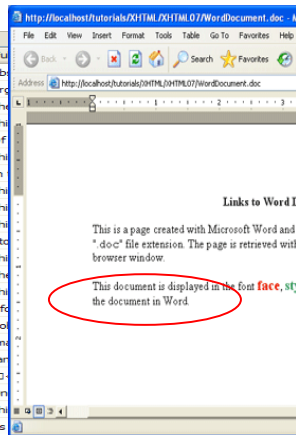 http://localhost/tutorials/XHTML/XHTML07/WordDocument.doc -
File Edit View Insert Format Tools Table Go To Favorites Help
Back Search Favorites
Address http://localhost/tutorials/XHTML/XHTML07/WordDocument.doc
1 2 3
Links to Word
This is a page created with Microsoft Word and
".doc" file extension. The page is retrieved with
browser window.
This document is displayed in the font face,
the document in Word.